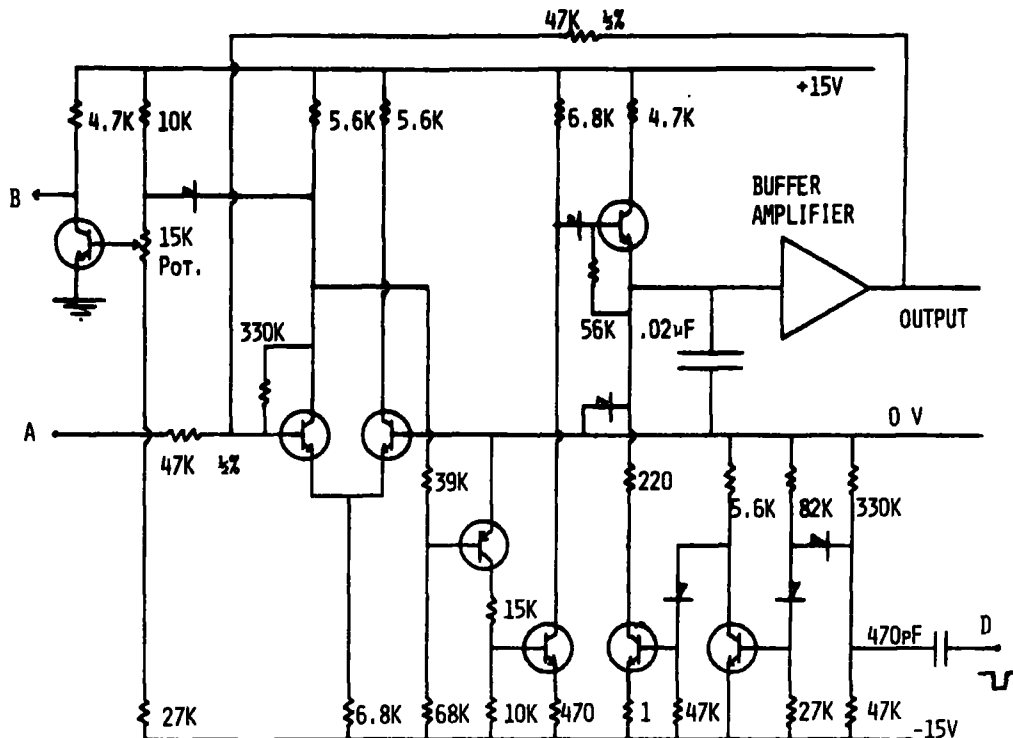 47K ½%
+15V
4.7K 10K 5.6K 5.6K 6.8K 4.7K
B
BUFFER
AMPLIFIER
15K
POT.
330K
56K .02µF
OUTPUT
A
0 V
47K ½%
39K 220 5.6K 82K 330K
15K
470pF D
27K 6.8K 68K 10K 470 1 47K 27K 47K
-15V